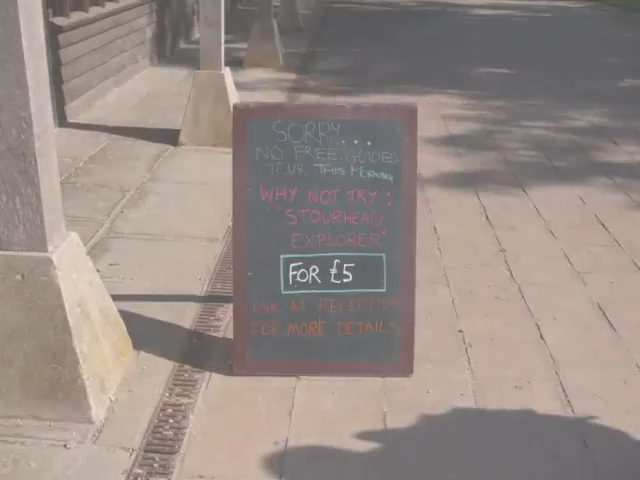 SORRY...
NO FREE GUIDED
TOUR THIS MORNING
WHY NOT TRY:
"STOURHEAD
EXPLORER"
FOR £5
ASK AT RECEPTION
FOR MORE DETAILS